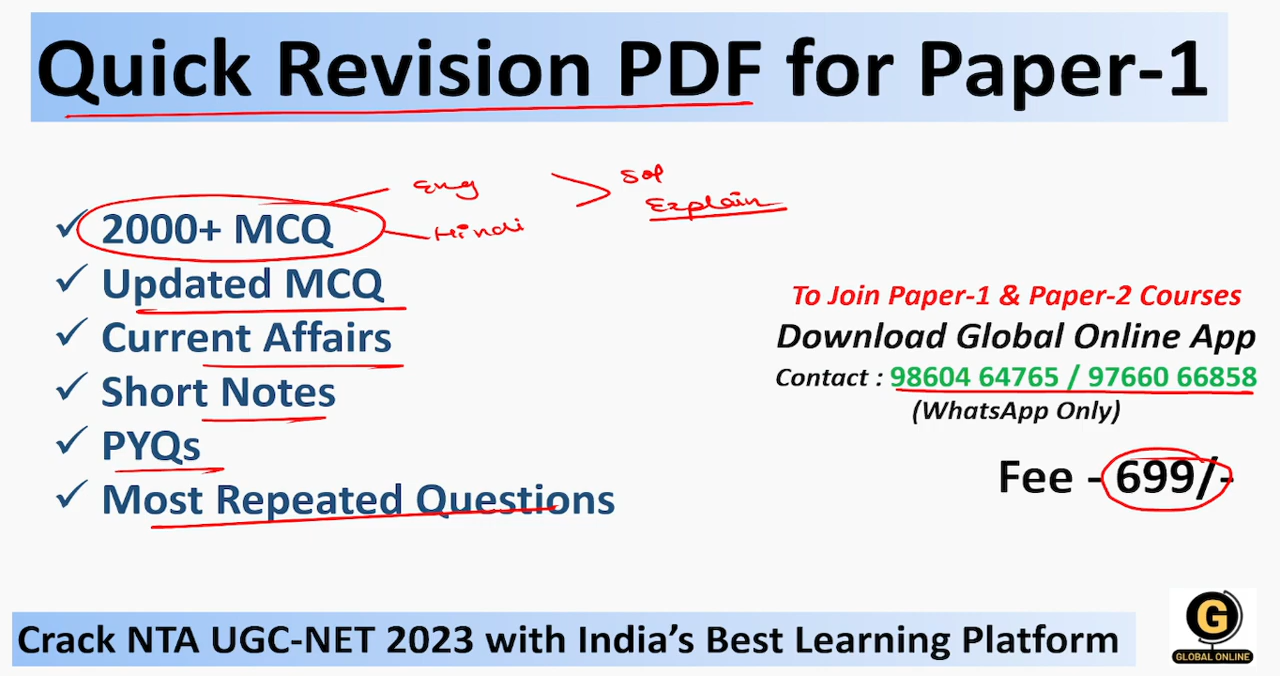 Quick Revision PDF for Paper-1
2000+ MCQ
Eng
Hindi
Sol
Explain
Updated MCQ
Current Affairs
Short Notes
PYQs
Most Repeated Questions
To Join Paper-1 & Paper-2 Courses
Download Global Online App
Contact : 98604 64765 / 97660 66858
(WhatsApp Only)
Fee - 699/-
Crack NTA UGC-NET 2023 with India's Best Learning Platform
G
GLOBAL ONLINE